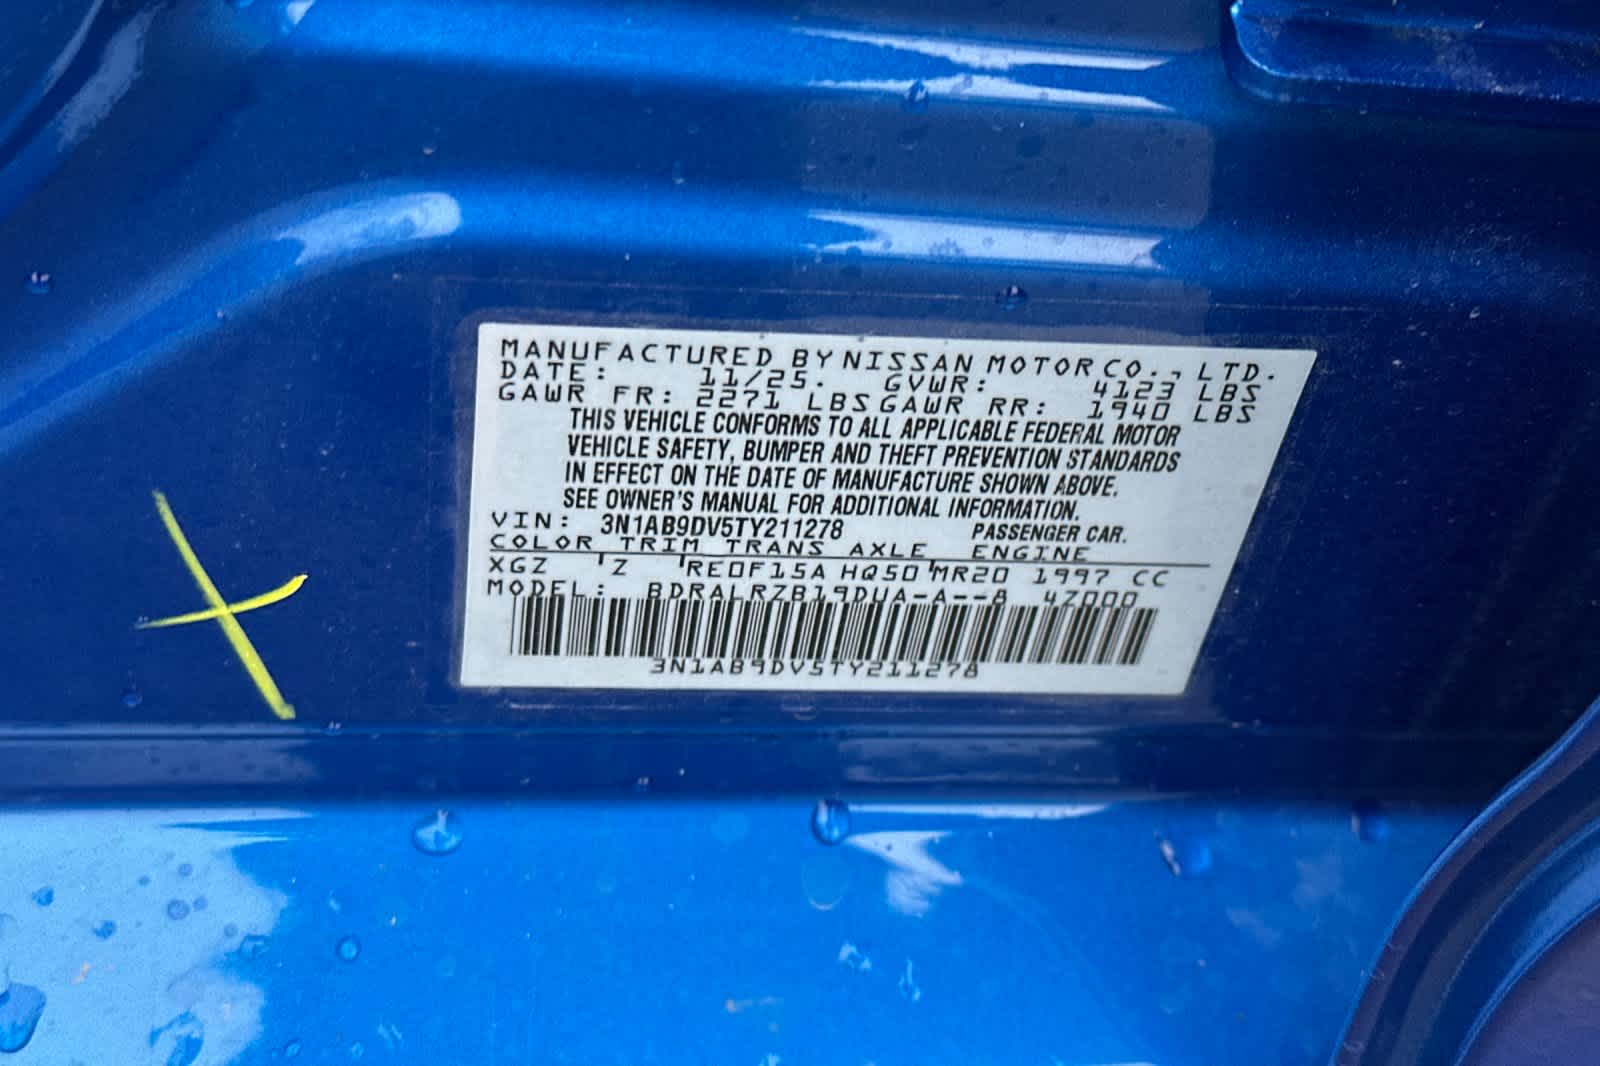 MANUFACTURED BY NISSAN MOTOR CO., LTD.
DATE: 11/25. GVWR: 4123 LBS
GAWR FR: 2271 LBS GAWR RR: 1940 LBS
THIS VEHICLE CONFORMS TO ALL APPLICABLE FEDERAL MOTOR
VEHICLE SAFETY, BUMPER AND THEFT PREVENTION STANDARDS
IN EFFECT ON THE DATE OF MANUFACTURE SHOWN ABOVE.
SEE OWNER'S MANUAL FOR ADDITIONAL INFORMATION.
VIN: 3N1AB9DV5TY211278 PASSENGER CAR.
COLOR TRIM TRANS AXLE ENGINE
XGZ Z RE0F15A HQ50 MR20 1997 CC
MODEL: BDRALRZB19DUA-A--8 4Z000
3N1AB9DV5TY211278